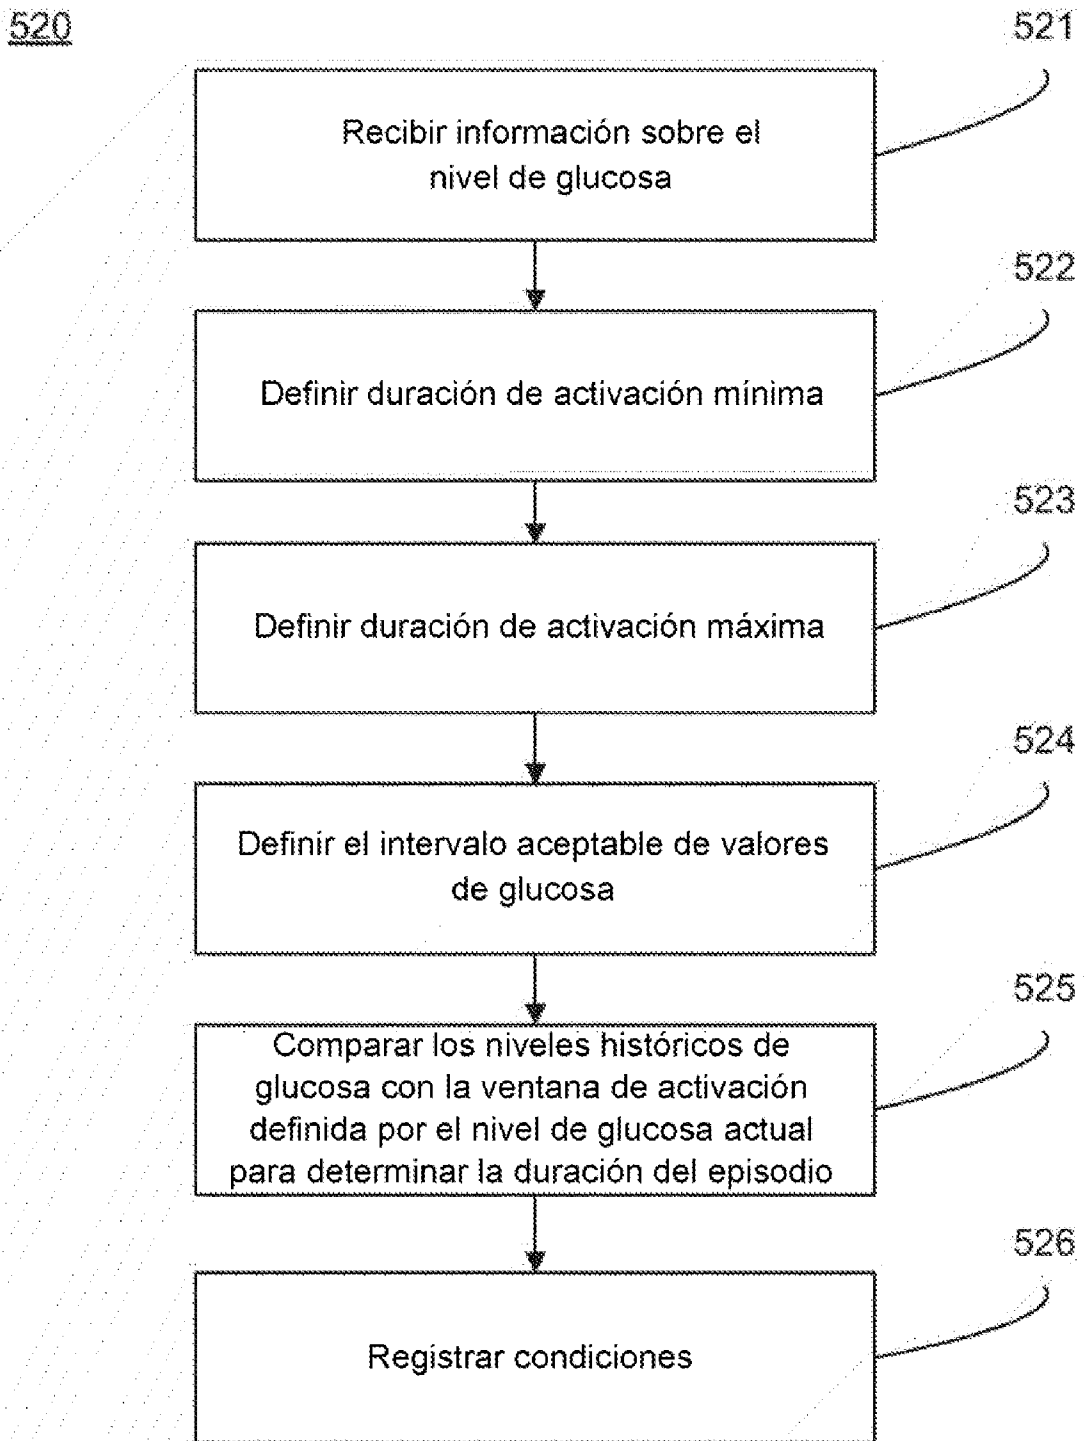 520
521
Recibir información sobre el
nivel de glucosa
522
Definir duración de activación mínima
523
Definir duración de activación máxima
524
Definir el intervalo aceptable de valores
de glucosa
525
Comparar los niveles históricos de
glucosa con la ventana de activación
definida por el nivel de glucosa actual
para determinar la duración del episodio
526
Registrar condiciones